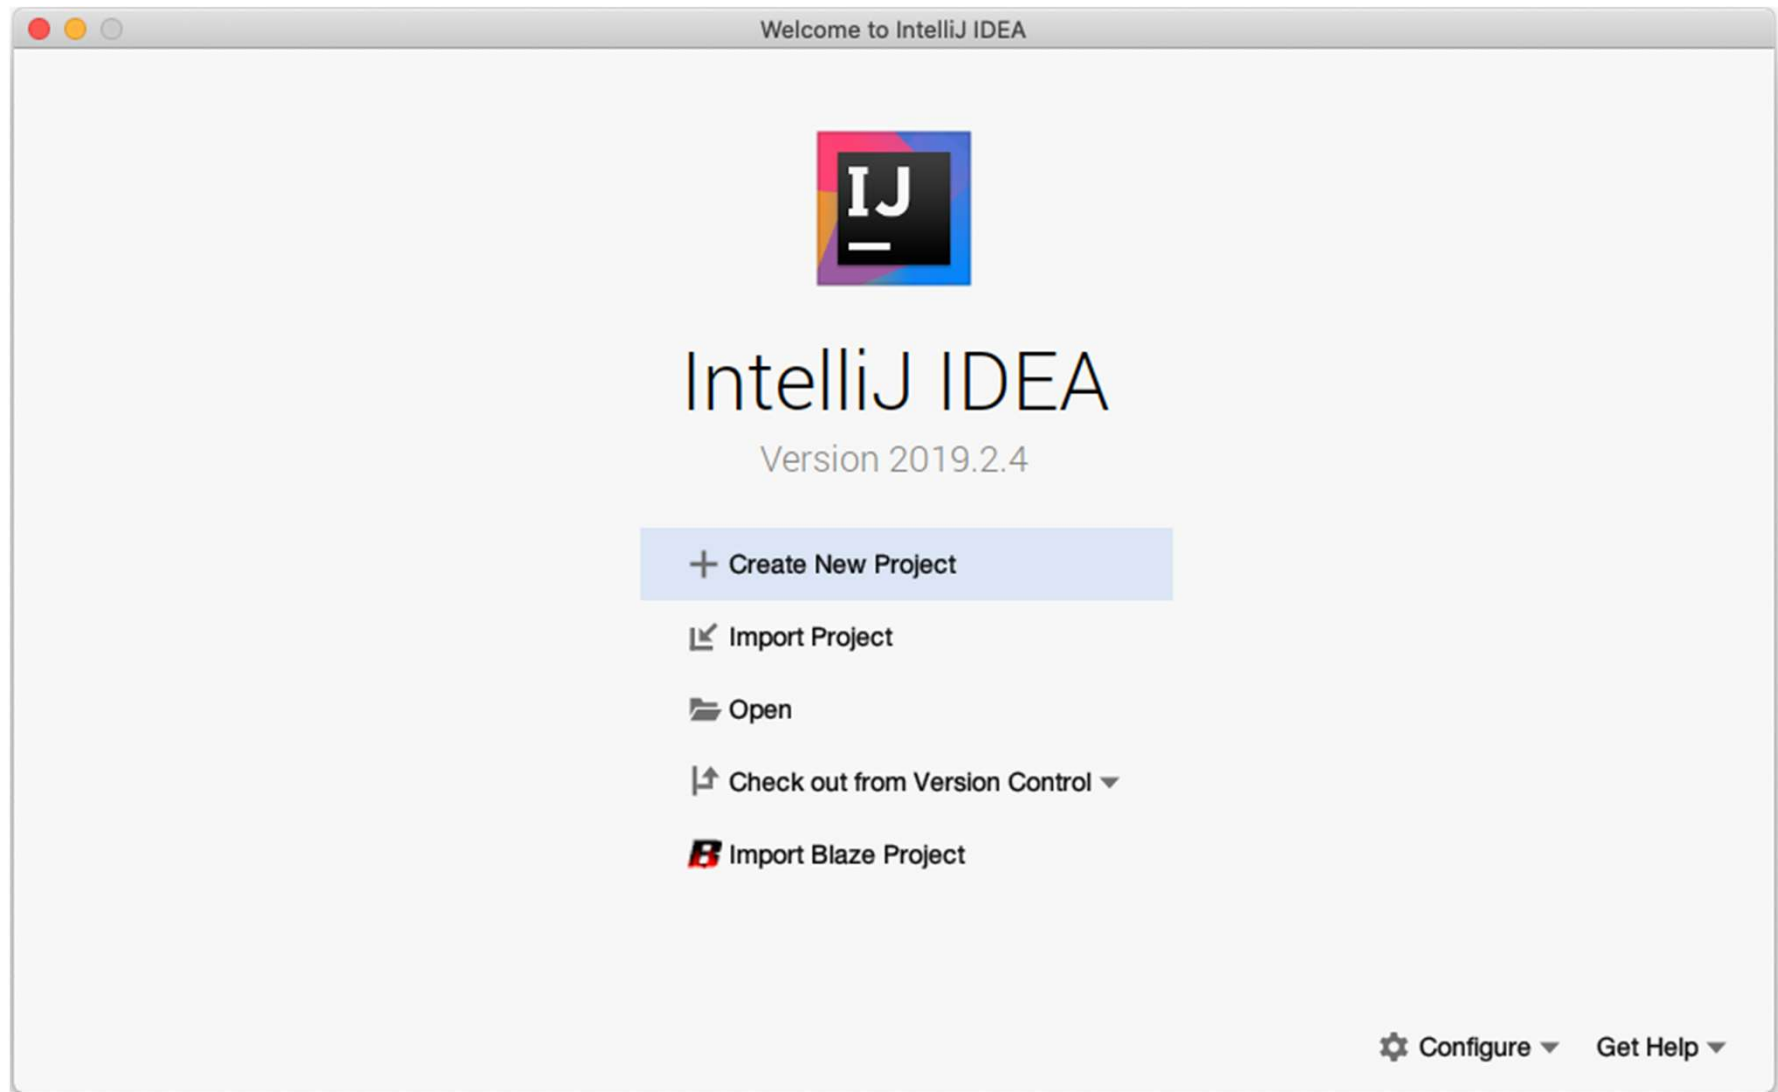 Welcome to IntelliJ IDEA
IJ
IntelliJ IDEA
Version 2019.2.4
Create New Project
Import Project
Open
Check out from Version Control
B Import Blaze Project
Configure Get Help